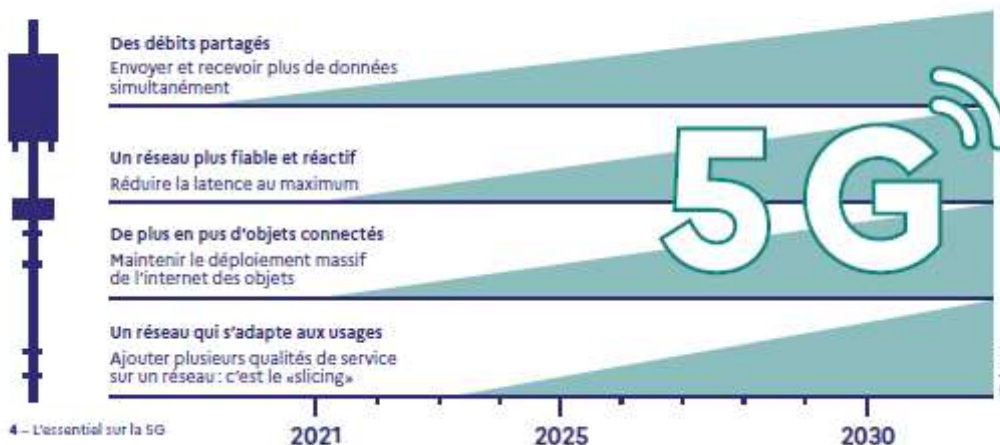 Des débits partagés
Envoyer et recevoir plus de données
simultanément
Un réseau plus fiable et réactif
Réduire la latence au maximum
5G
De plus en pus d'objets connectés
Maintenir le déploiement massif
de l'internet des objets
Un réseau qui s'adapte aux usages
Ajouter plusieurs qualités de service
sur un réseau : c'est le «slicing»
4 – L'essentiel sur la 5G
2021
2025
2030